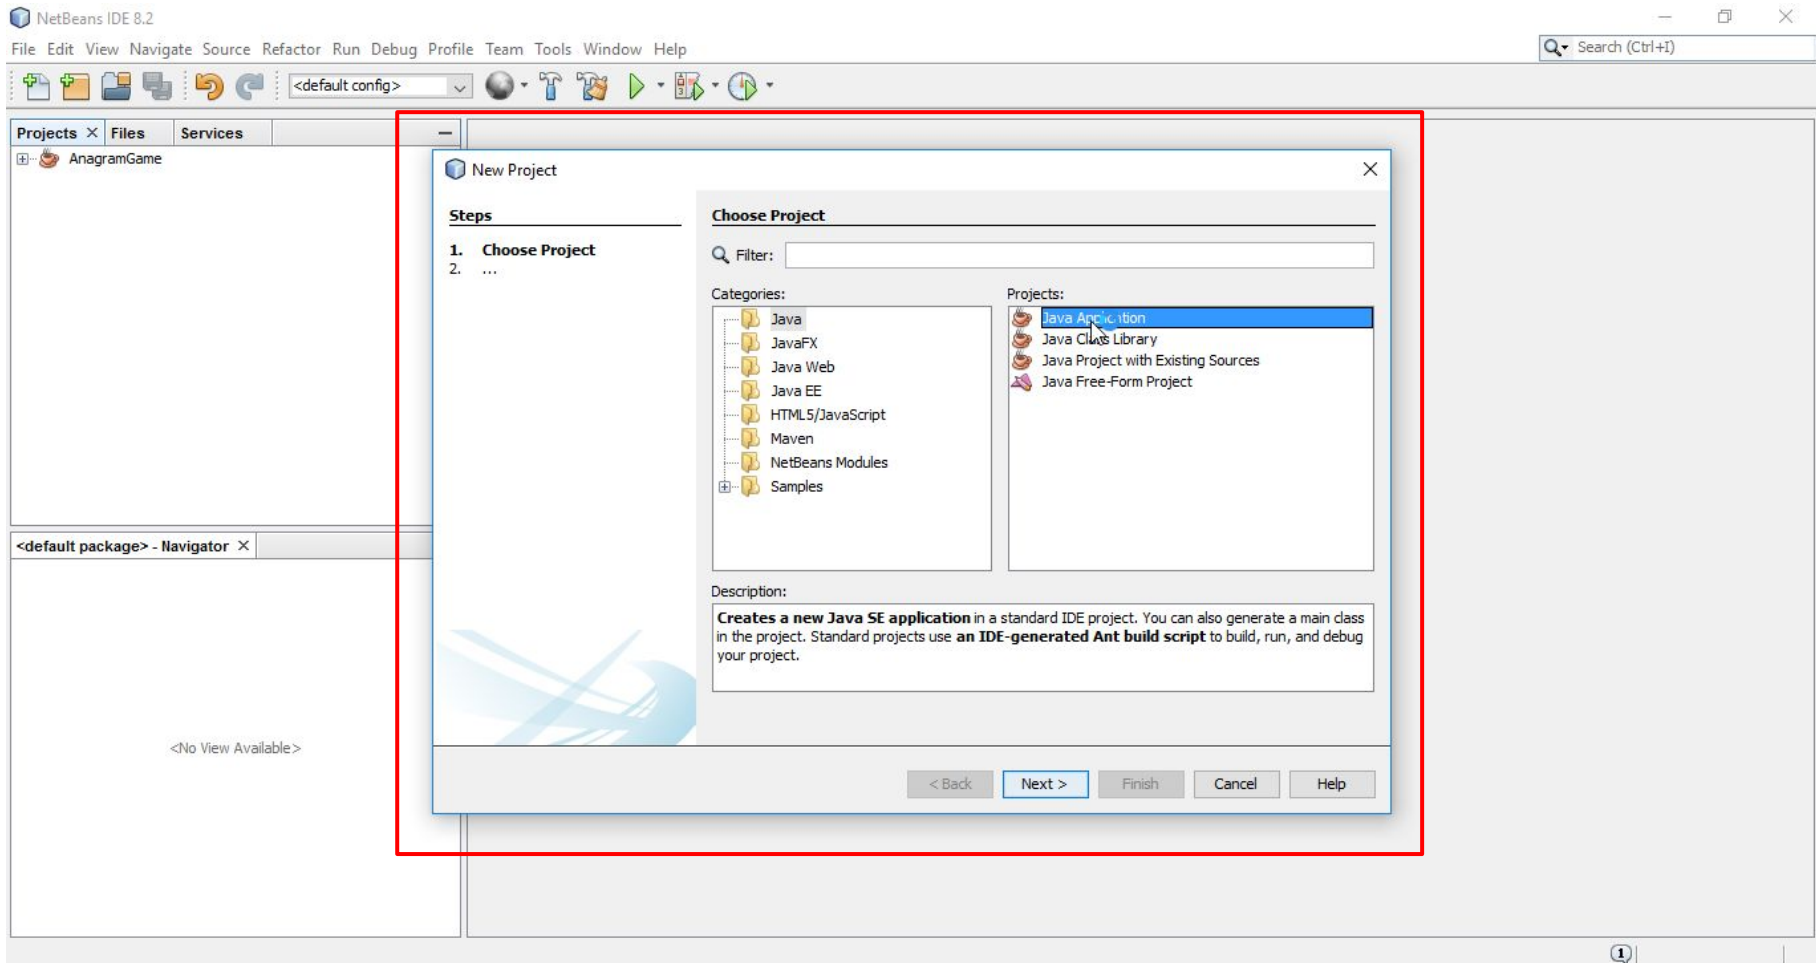 NetBeans IDE 8.2
File Edit View Navigate Source Refactor Run Debug Profile Team Tools Window Help
Search (Ctrl+I)
<default config>
Projects Files Services
AnagramGame
New Project
Steps
1. Choose Project
2. ...
Choose Project
Filter:
Categories:
Java
JavaFX
Java Web
Java EE
HTML5/JavaScript
Maven
NetBeans Modules
Samples
Projects:
Java Application
Java Class Library
Java Project with Existing Sources
Java Free-Form Project
Description:
Creates a new Java SE application in a standard IDE project. You can also generate a main class
in the project. Standard projects use an IDE-generated Ant build script to build, run, and debug
your project.
< Back Next > Finish Cancel Help
<default package> - Navigator
<No View Available>
1